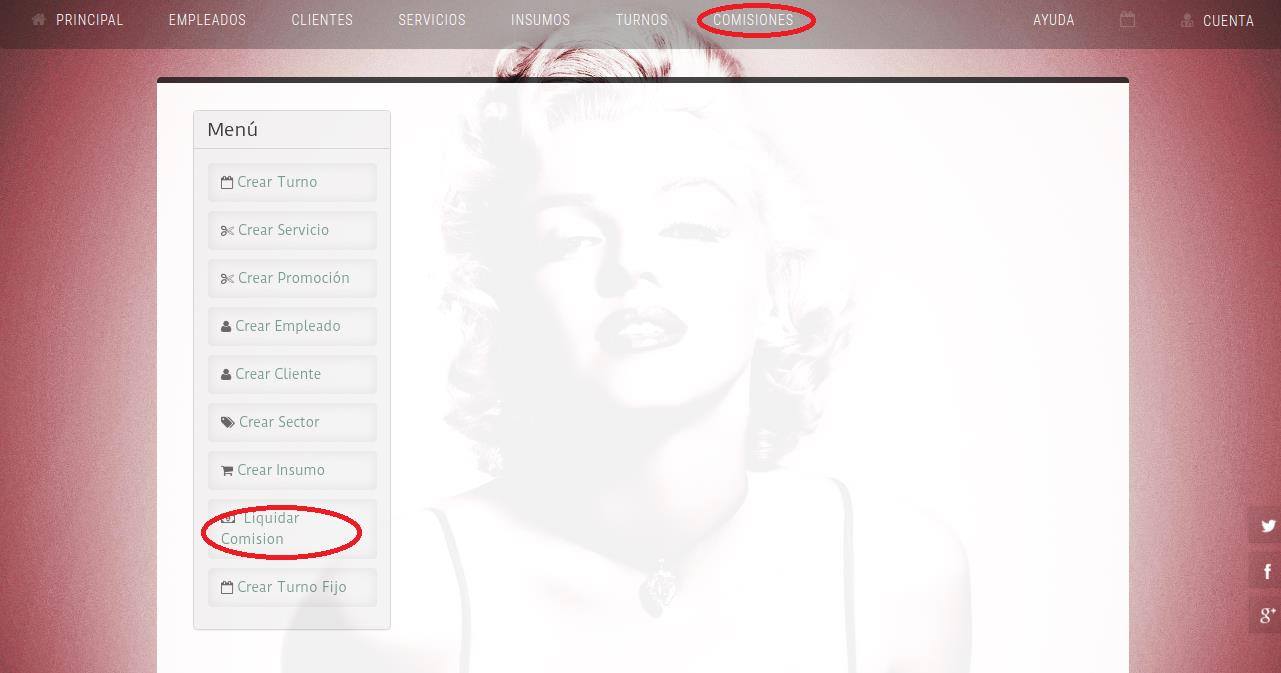 PRINCIPAL EMPLEADOS CLIENTES SERVICIOS INSUMOS TURNOS COMISIONES AYUDA CUENTA
Menú
Crear Turno
Crear Servicio
Crear Promoción
Crear Empleado
Crear Cliente
Crear Sector
Crear Insumo
Liquidar
Comision
Crear Turno Fijo